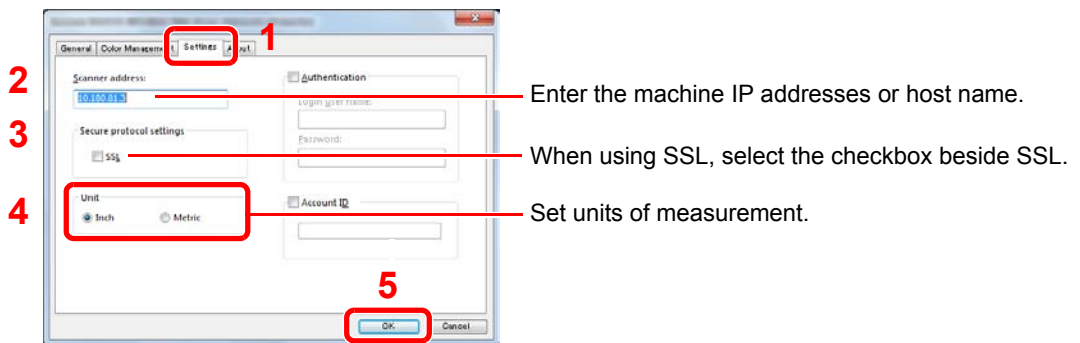 1
General Color Management Settings
2
Scanner address:
Authentication
10.180.81.3
Login user name:
Enter the machine IP addresses or host name.
3
Secure protocol settings
Password:
SSL
When using SSL, select the checkbox beside SSL.
4
Unit
Account ID
Inch Metric
Set units of measurement.
5
OK Cancel